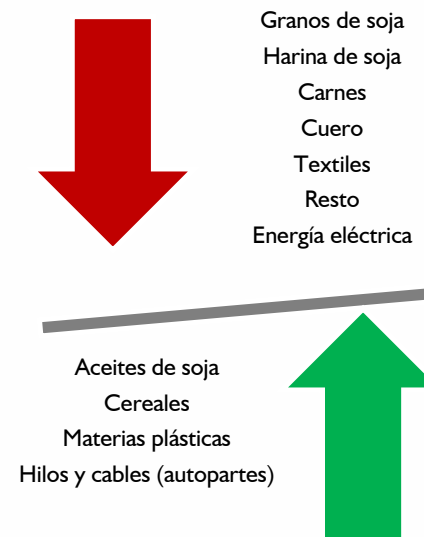 Granos de soja
Harina de soja
Carnes
Cuero
Textiles
Resto
Energía eléctrica
Aceites de soja
Cereales
Materias plásticas
Hilos y cables (autopartes)